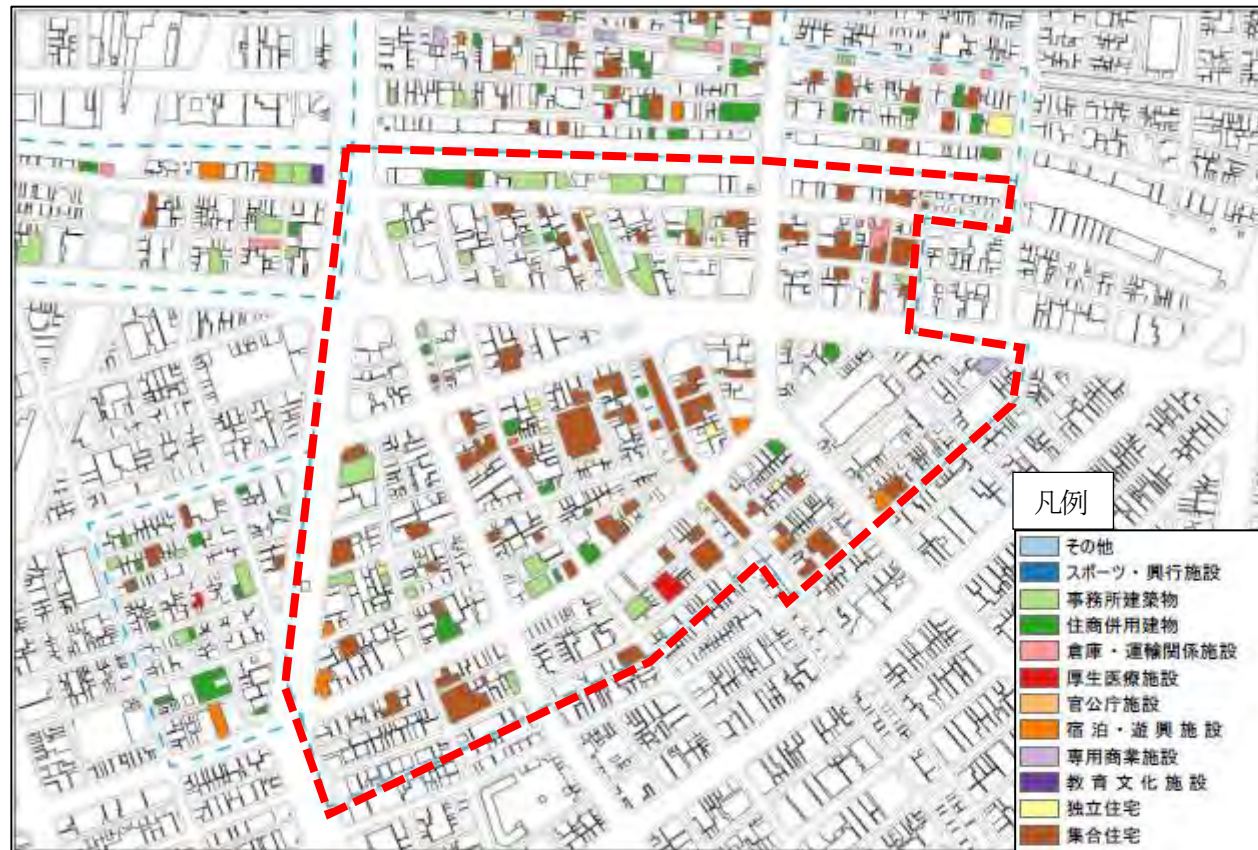 凡例
その他
スポーツ・興行施設
事務所建築物
住商併用建物
倉庫・運輸関係施設
厚生医療施設
官公庁施設
宿泊・遊興施設
専用商業施設
教育文化施設
独立住宅
集合住宅